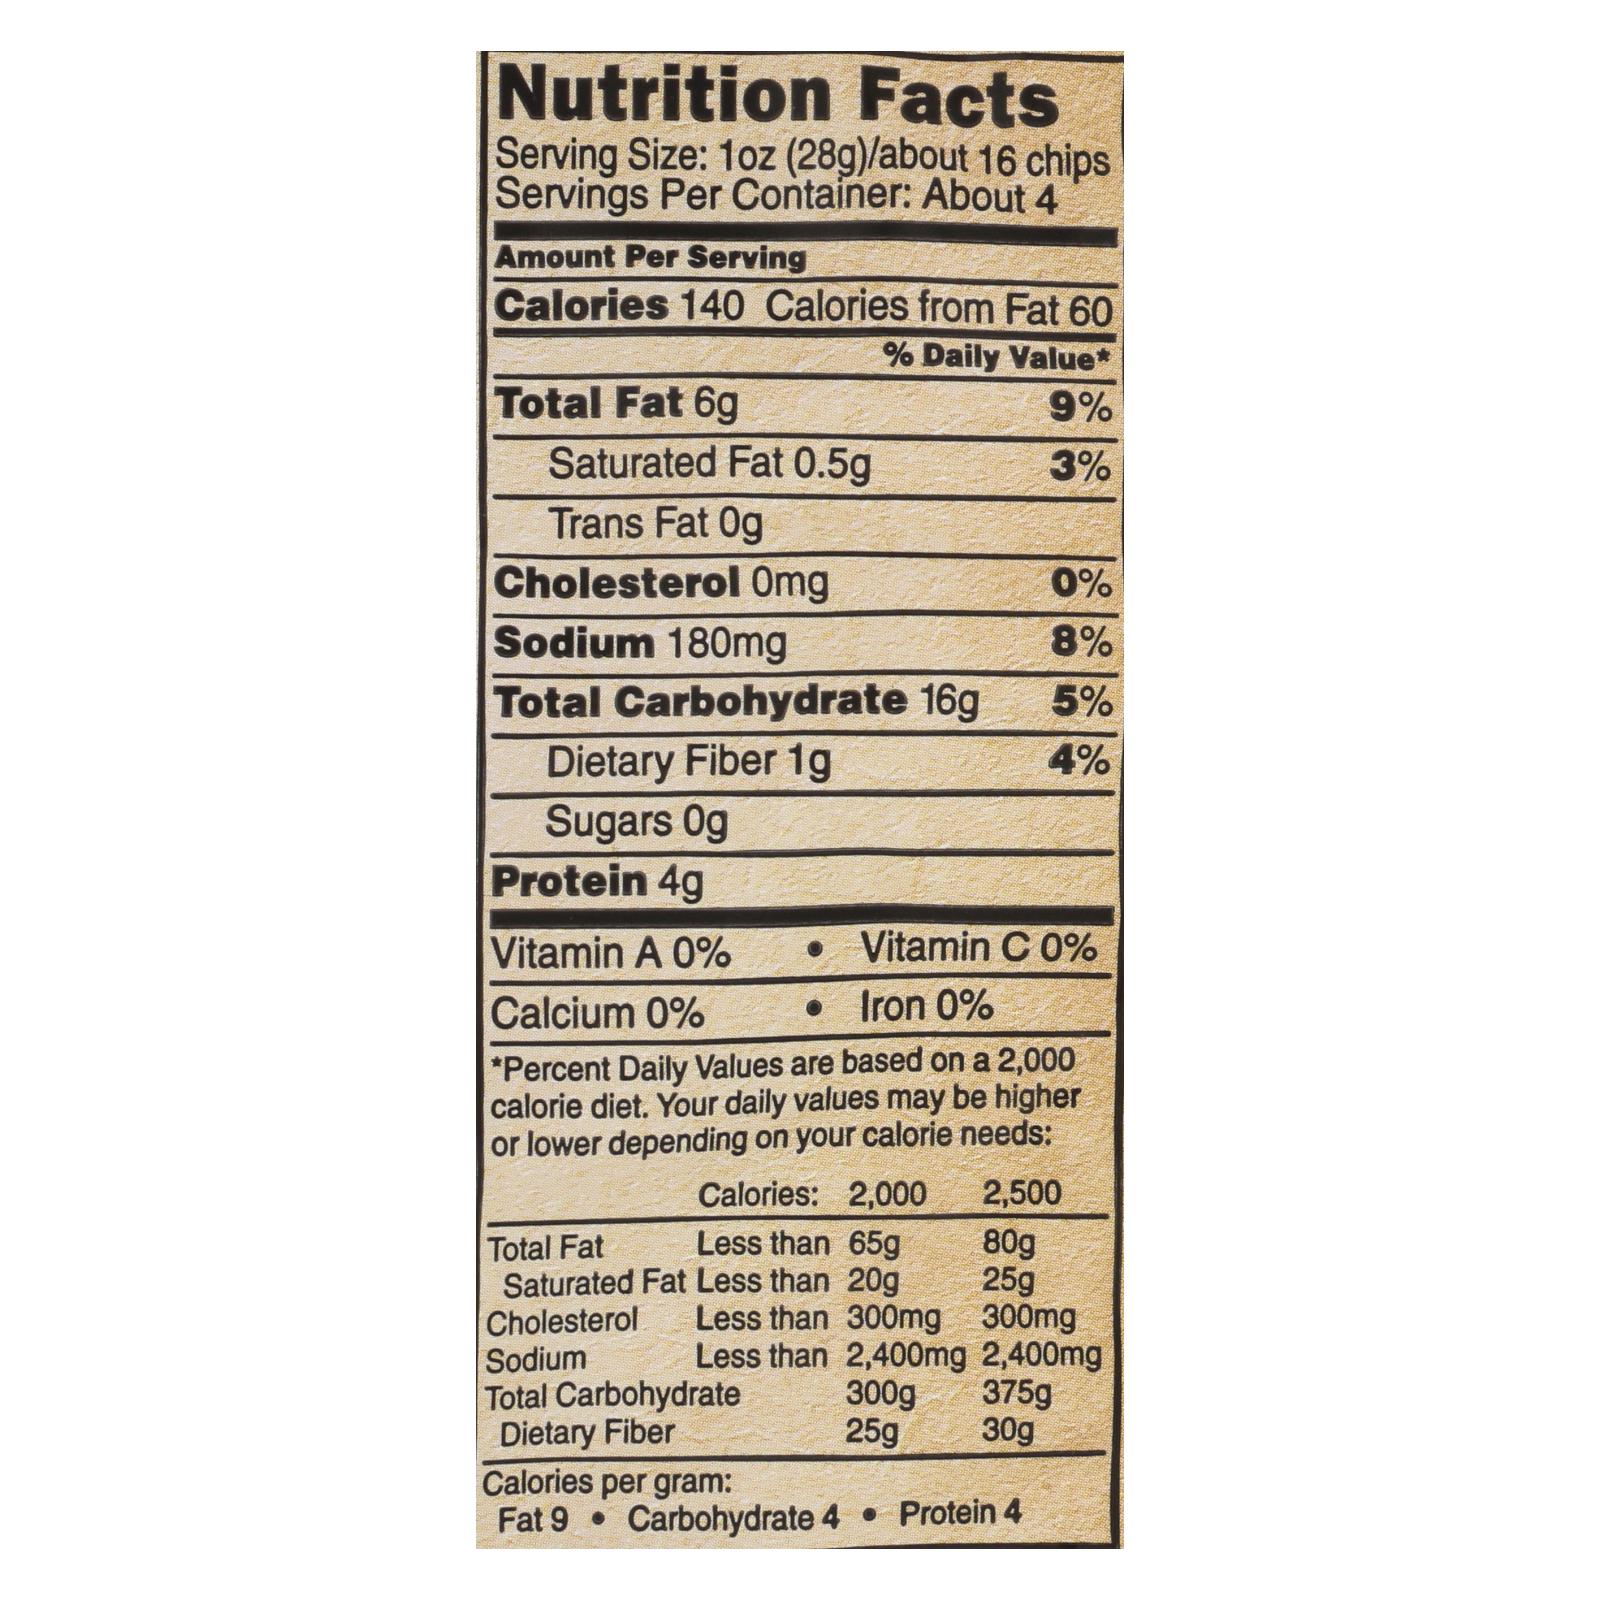 Nutrition Facts
Serving Size: 1oz (28g)/about 16 chips
Servings Per Container: About 4
Amount Per Serving
Calories 140 Calories from Fat 60
% Daily Value*
Total Fat 6g 9%
Saturated Fat 0.5g 3%
Trans Fat 0g
Cholesterol 0mg 0%
Sodium 180mg 8%
Total Carbohydrate 16g 5%
Dietary Fiber 1g 4%
Sugars 0g
Protein 4g
Vitamin A 0% • Vitamin C 0%
Calcium 0% • Iron 0%
*Percent Daily Values are based on a 2,000
calorie diet. Your daily values may be higher
or lower depending on your calorie needs:
Calories: 2,000 2,500
Total Fat Less than 65g 80g
Saturated Fat Less than 20g 25g
Cholesterol Less than 300mg 300mg
Sodium Less than 2,400mg 2,400mg
Total Carbohydrate 300g 375g
Dietary Fiber 25g 30g
Calories per gram:
Fat 9 • Carbohydrate 4 • Protein 4